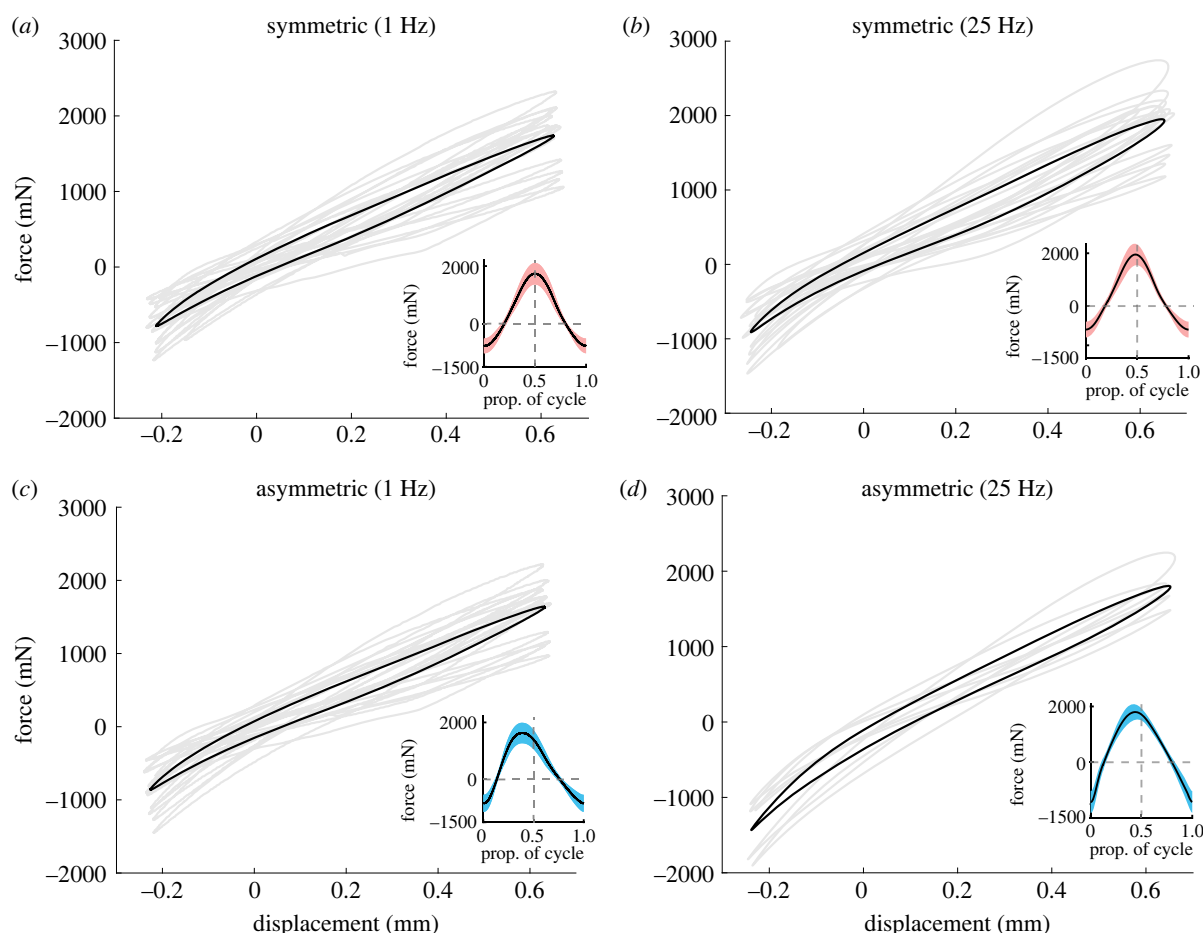 (a) symmetric (1 Hz)
3000
2000
1000
0
–1000
–2000
force (mN)
–0.2 0 0.2 0.4 0.6
2000
0
–1500
force (mN)
0 0.5 1.0
prop. of cycle
(b) symmetric (25 Hz)
3000
2000
1000
0
–1000
–2000
–0.2 0 0.2 0.4 0.6
2000
0
–1500
force (mN)
0 0.5 1.0
prop. of cycle
(c) asymmetric (1 Hz)
3000
2000
1000
0
–1000
–2000
force (mN)
–0.2 0 0.2 0.4 0.6
displacement (mm)
2000
0
–1500
force (mN)
0 0.5 1.0
prop. of cycle
(d) asymmetric (25 Hz)
3000
2000
1000
0
–1000
–2000
–0.2 0 0.2 0.4 0.6
displacement (mm)
2000
0
–1500
force (mN)
0 0.5 1.0
prop. of cycle